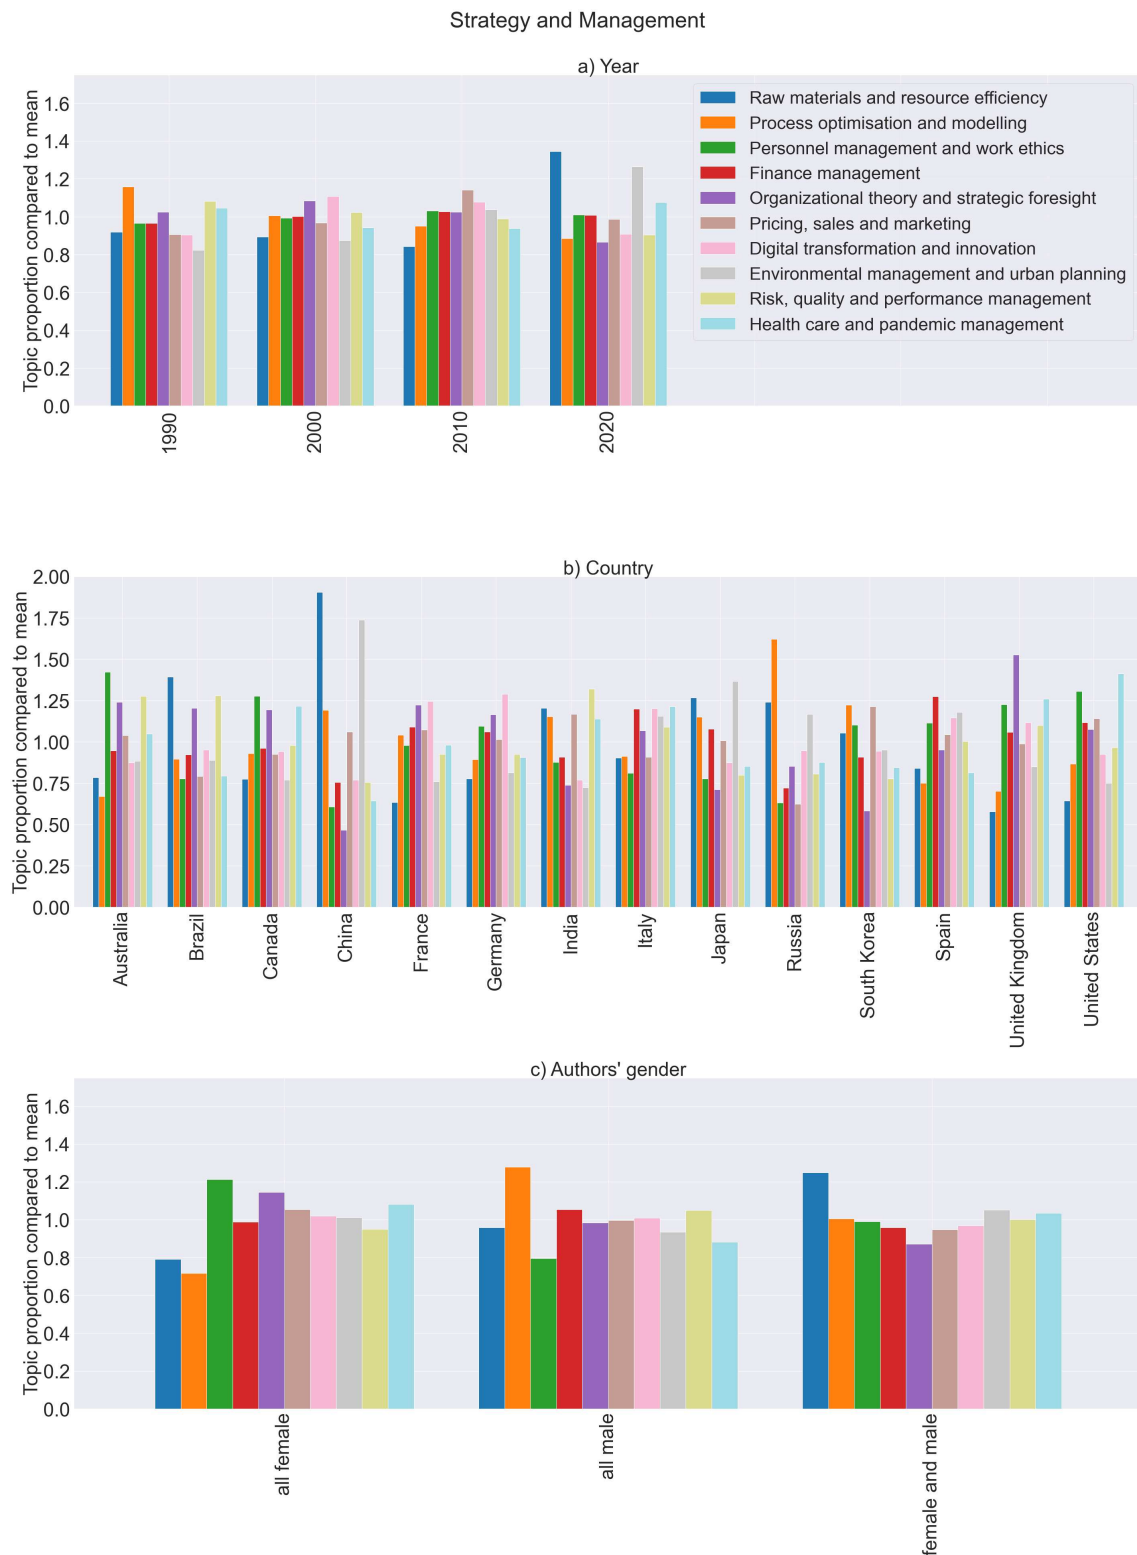 Strategy and Management
a) Year
Topic proportion compared to mean
1.6
1.4
1.2
1.0
0.8
0.6
0.4
0.2
0.0
Raw materials and resource efficiency
Process optimisation and modelling
Personnel management and work ethics
Finance management
Organizational theory and strategic foresight
Pricing, sales and marketing
Digital transformation and innovation
Environmental management and urban planning
Risk, quality and performance management
Health care and pandemic management
1990
2000
2010
2020
b) Country
Topic proportion compared to mean
2.00
1.75
1.50
1.25
1.00
0.75
0.50
0.25
0.00
Australia
Brazil
Canada
China
France
Germany
India
Italy
Japan
Russia
South Korea
Spain
United Kingdom
United States
c) Authors' gender
Topic proportion compared to mean
1.6
1.4
1.2
1.0
0.8
0.6
0.4
0.2
0.0
all female
all male
female and male